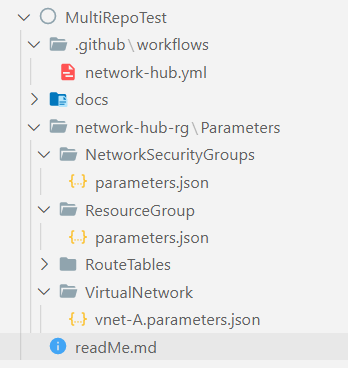 MultiRepoTest
.github\workflows
network-hub.yml
docs
network-hub-rg\Parameters
NetworkSecurityGroups
{..} parameters.json
ResourceGroup
{..} parameters.json
RouteTables
VirtualNetwork
{..} vnet-A.parameters.json
readMe.md